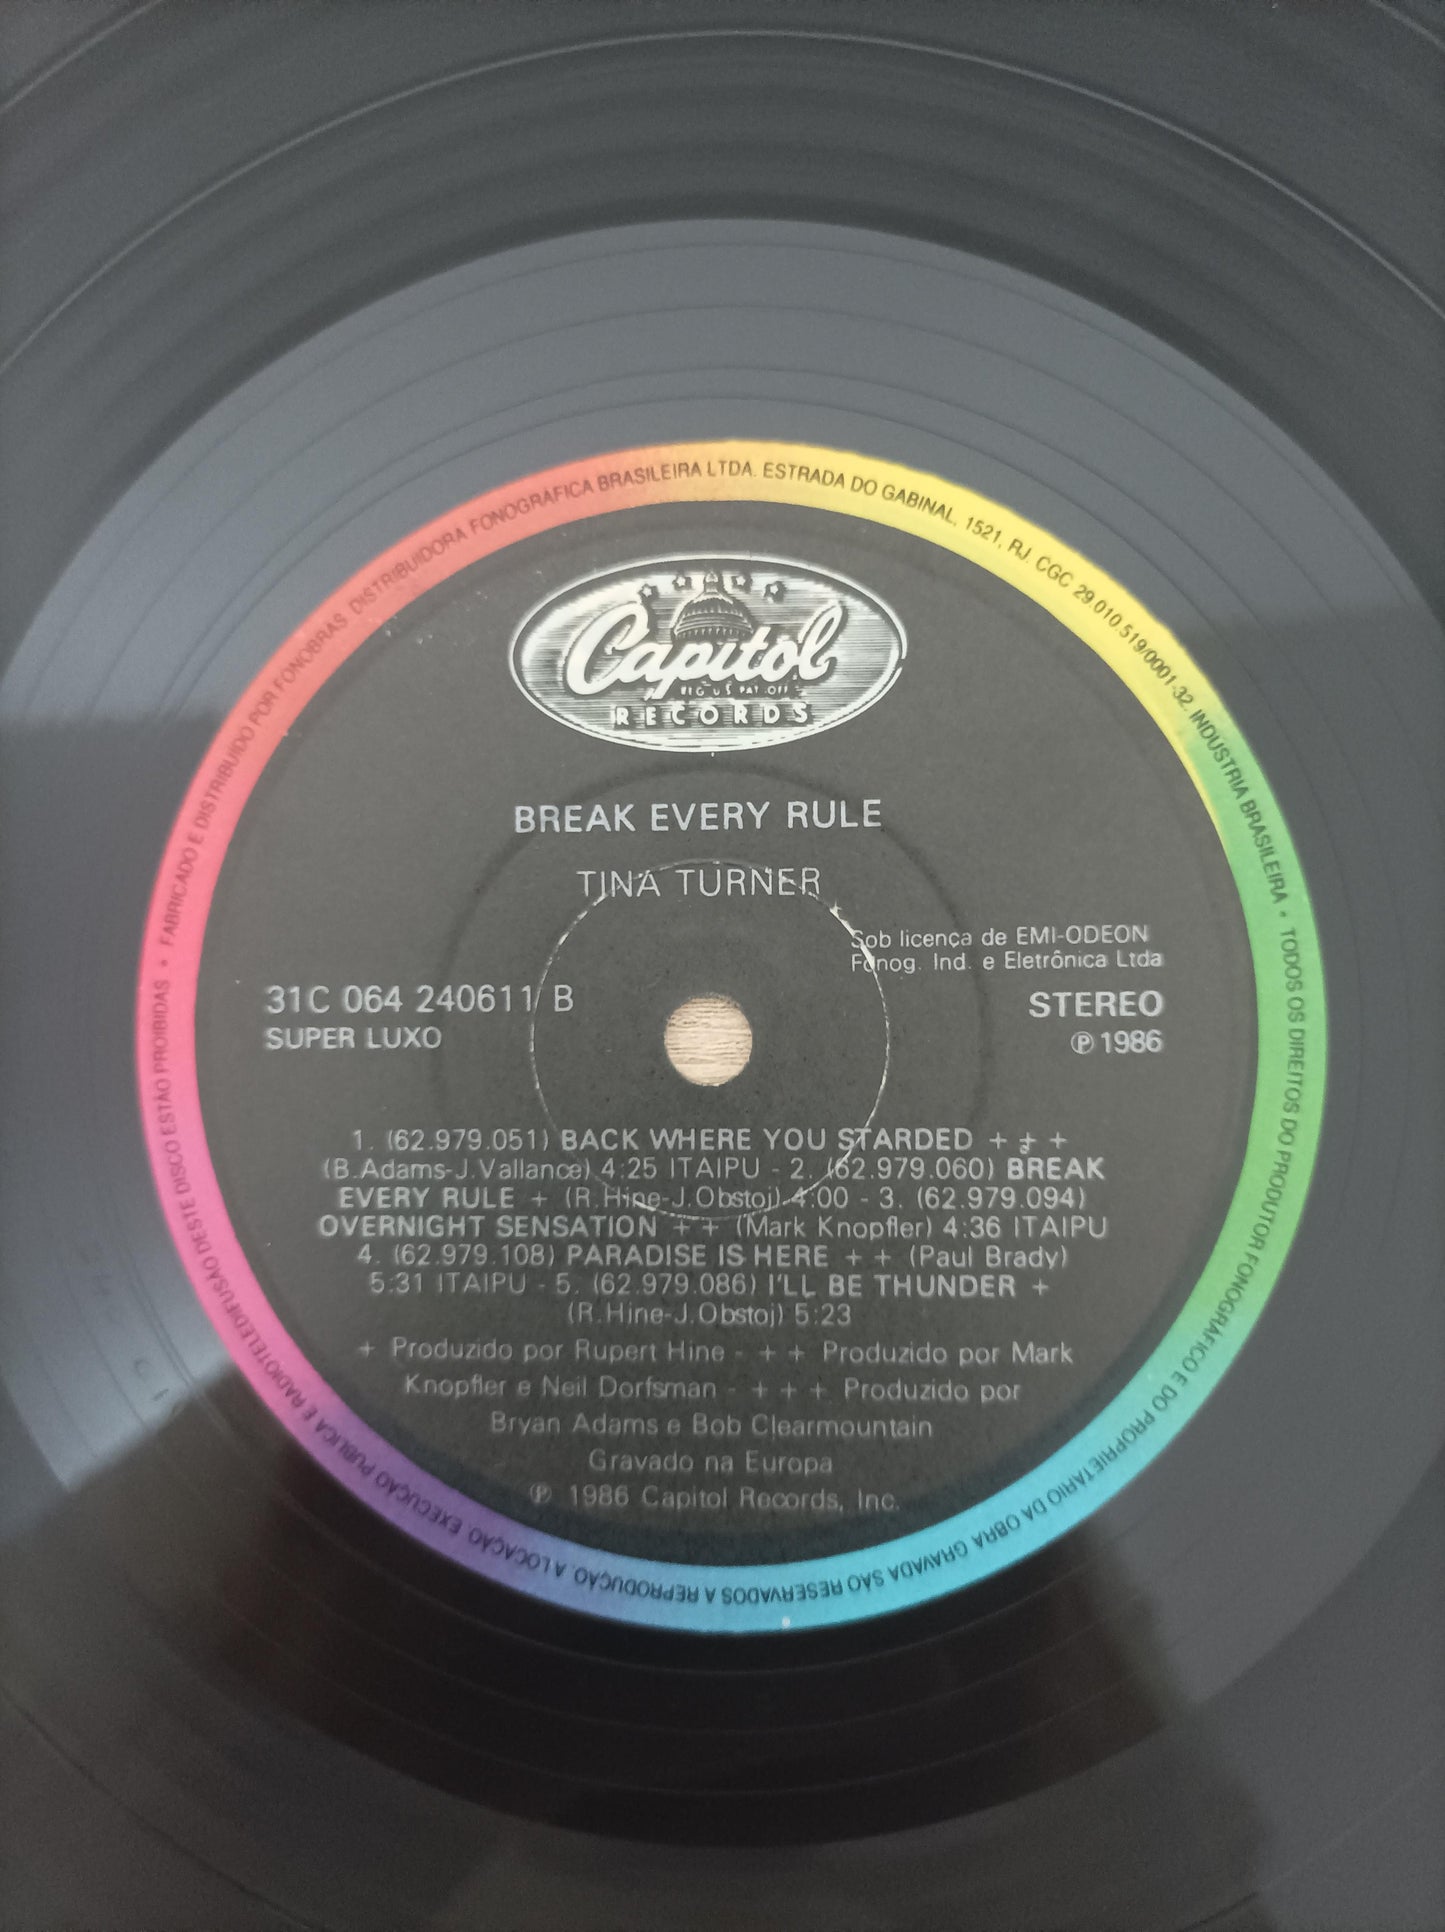 Capitol
REG. U.S. PAT. OFF.
RECORDS
BREAK EVERY RULE
TINA TURNER
Sob licença de EMI-ODEON
Fonog. Ind. e Eletrônica Ltda
31C 064 240611 B
SUPER LUXO
STEREO
℗ 1986
1. (62.979.051) BACK WHERE YOU STARDED + + +
(B.Adams-J.Vallance) 4:25 ITAIPU - 2. (62.979.060) BREAK
EVERY RULE + (R.Hine-J.Obstoj) 4:00 - 3. (62.979.094)
OVERNIGHT SENSATION + + (Mark Knopfler) 4:36 ITAIPU
4. (62.979.108) PARADISE IS HERE + + (Paul Brady)
5:31 ITAIPU - 5. (62.979.086) I'LL BE THUNDER +
(R.Hine-J.Obstoj) 5:23
+ Produzido por Rupert Hine - + + Produzido por Mark
Knopfler e Neil Dorfsman - + + + Produzido por
Bryan Adams e Bob Clearmountain
Gravado na Europa
℗ 1986 Capitol Records, Inc.
• FABRICADO E DISTRIBUIDO POR FONOBRAS DISTRIBUIDORA FONOGRÁFICA BRASILEIRA LTDA. ESTRADA DO GABINAL, 1521, RJ. CGC 29.010.519/0001-32. INDUSTRIA BRASILEIRA • TODOS OS DIREITOS DO PRODUTOR FONOGRÁFICO E DO PROPRIETARIO DA OBRA GRAVADA SAO RESERVADOS A REPRODUÇÃO, A LOCAÇÃO, EXECUÇÃO PÚBLICA E RADIOTELEDIFUSÃO DESTE DISCO ESTÃO PROIBIDAS